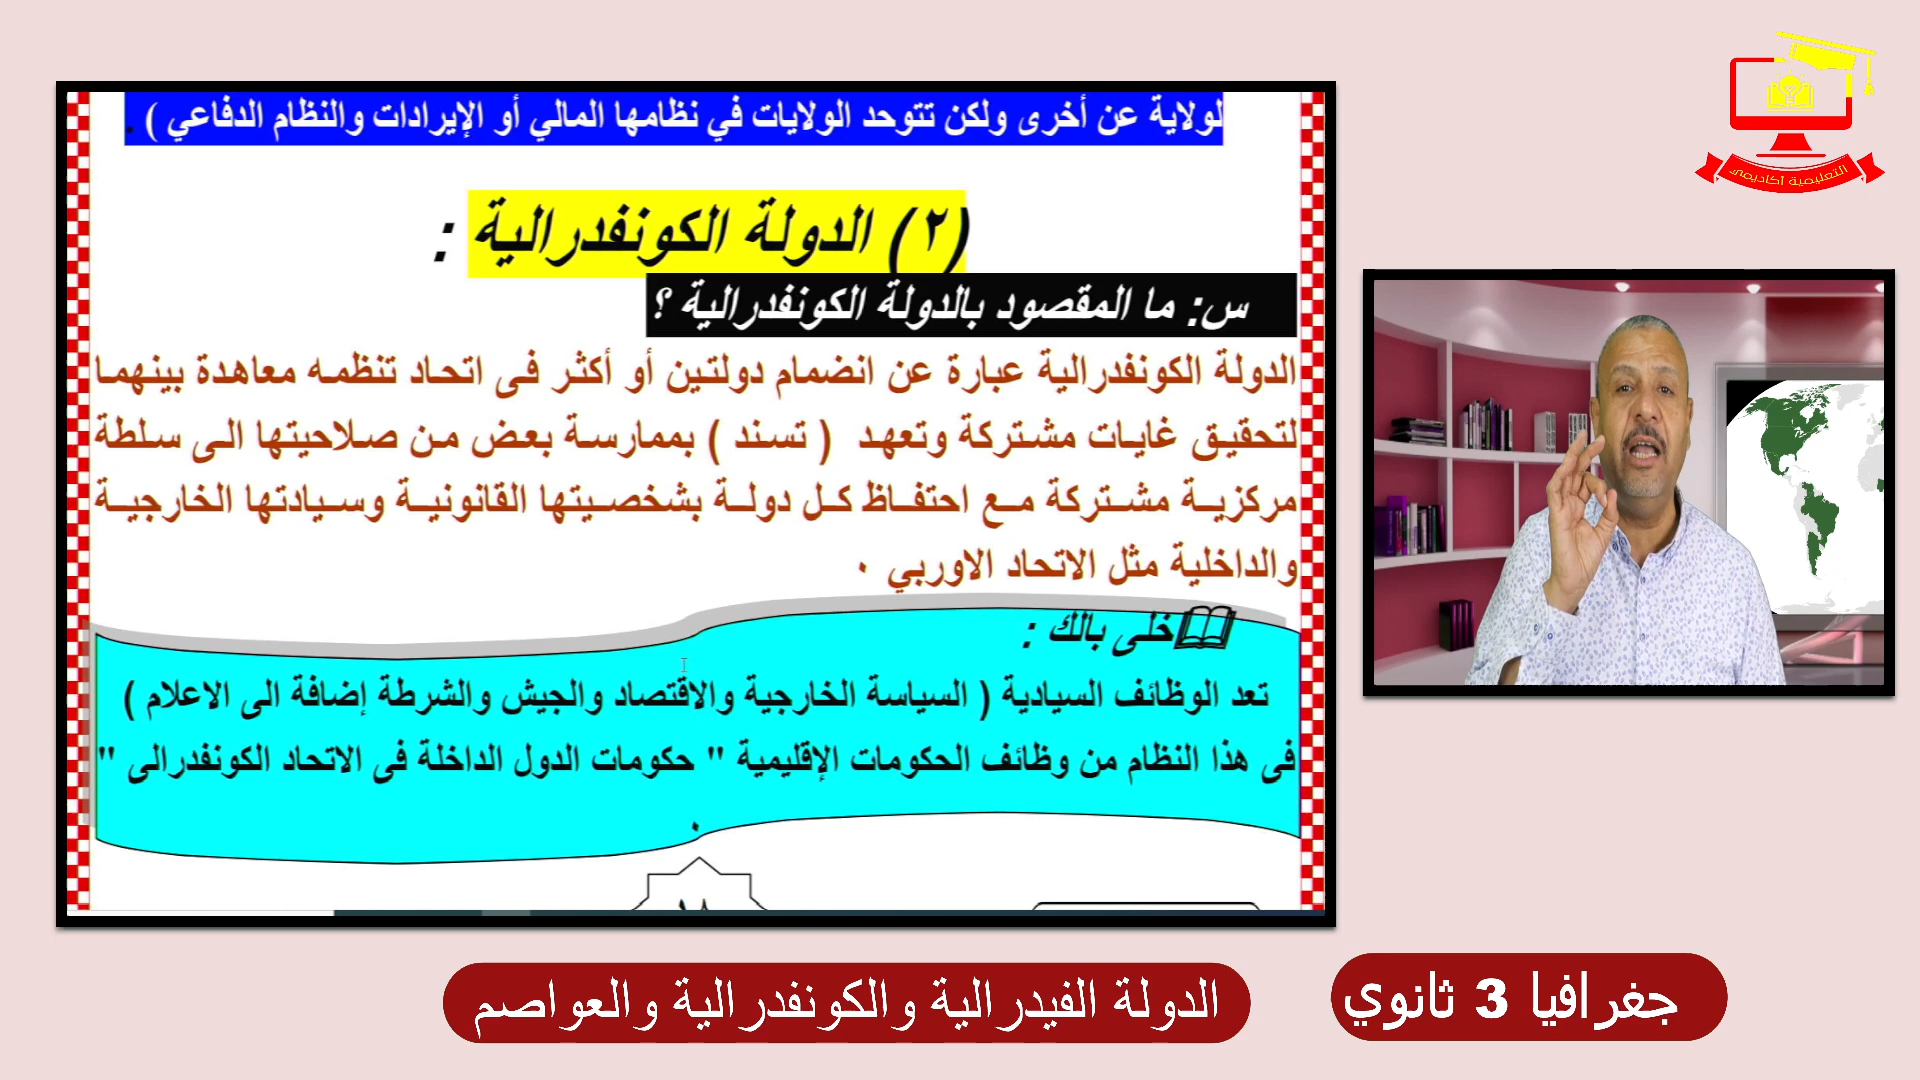 لولاية عن أخرى ولكن تتوحد الولايات في نظامها المالي أو الإيرادات والنظام الدفاعي ) .
(٢) الدولة الكونفدرالية :
س: ما المقصود بالدولة الكونفدرالية ؟
الدولة الكونفدرالية عبارة عن انضمام دولتين أو أكثر فى اتحاد تنظمه معاهدة بينهما
لتحقيق غايات مشتركة وتعهد ( تسند ) بممارسة بعض من صلاحيتها الى سلطة
مركزية مشتركة مع احتفاظ كل دولة بشخصيتها القانونية وسيادتها الخارجية
والداخلية مثل الاتحاد الاوربي ٠
خلى بالك :
تعد الوظائف السيادية ( السياسة الخارجية والاقتصاد والجيش والشرطة إضافة الى الاعلام )
فى هذا النظام من وظائف الحكومات الإقليمية " حكومات الدول الداخلة فى الاتحاد الكونفدرالى "
.
التعليمية أكاديمي
جغرافيا 3 ثانوي
الدولة الفيدرالية والكونفدرالية والعواصم